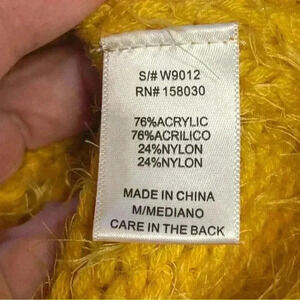 S/# W9012
RN# 158030
76%ACRYLIC
76%ACRILICO
24%NYLON
24%NYLON
MADE IN CHINA
M/MEDIANO
CARE IN THE BACK